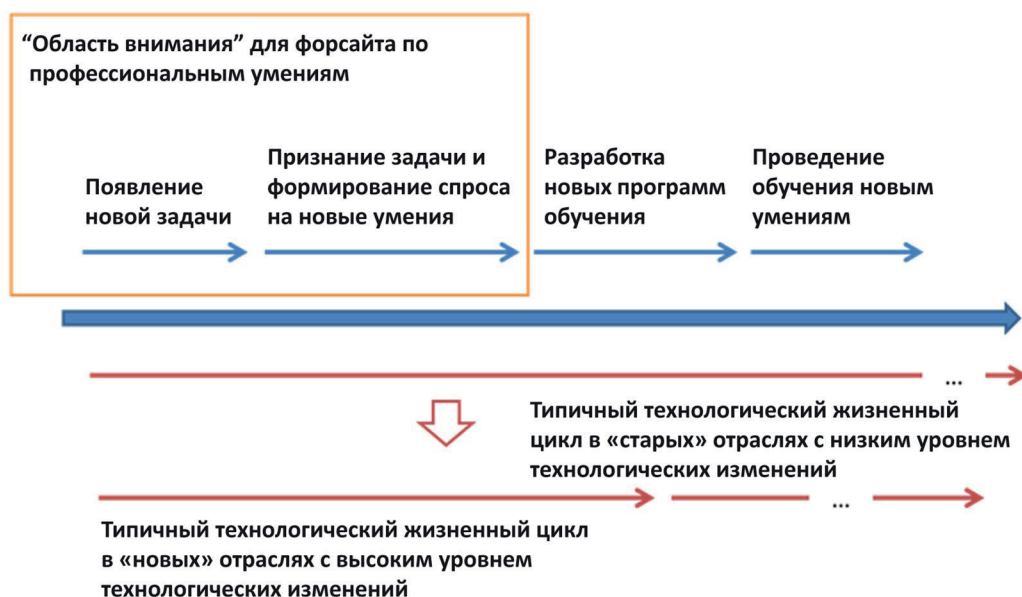 “Область внимания” для форсайта по
профессиональным умениям
Появление
новой задачи
Признание задачи и
формирование спроса
на новые умения
Разработка
новых программ
обучения
Проведение
обучения новым
умениям
...
Типичный технологический жизненный
цикл в «старых» отраслях с низким уровнем
технологических изменений
...
Типичный технологический жизненный цикл
в «новых» отраслях с высоким уровнем
технологических изменений